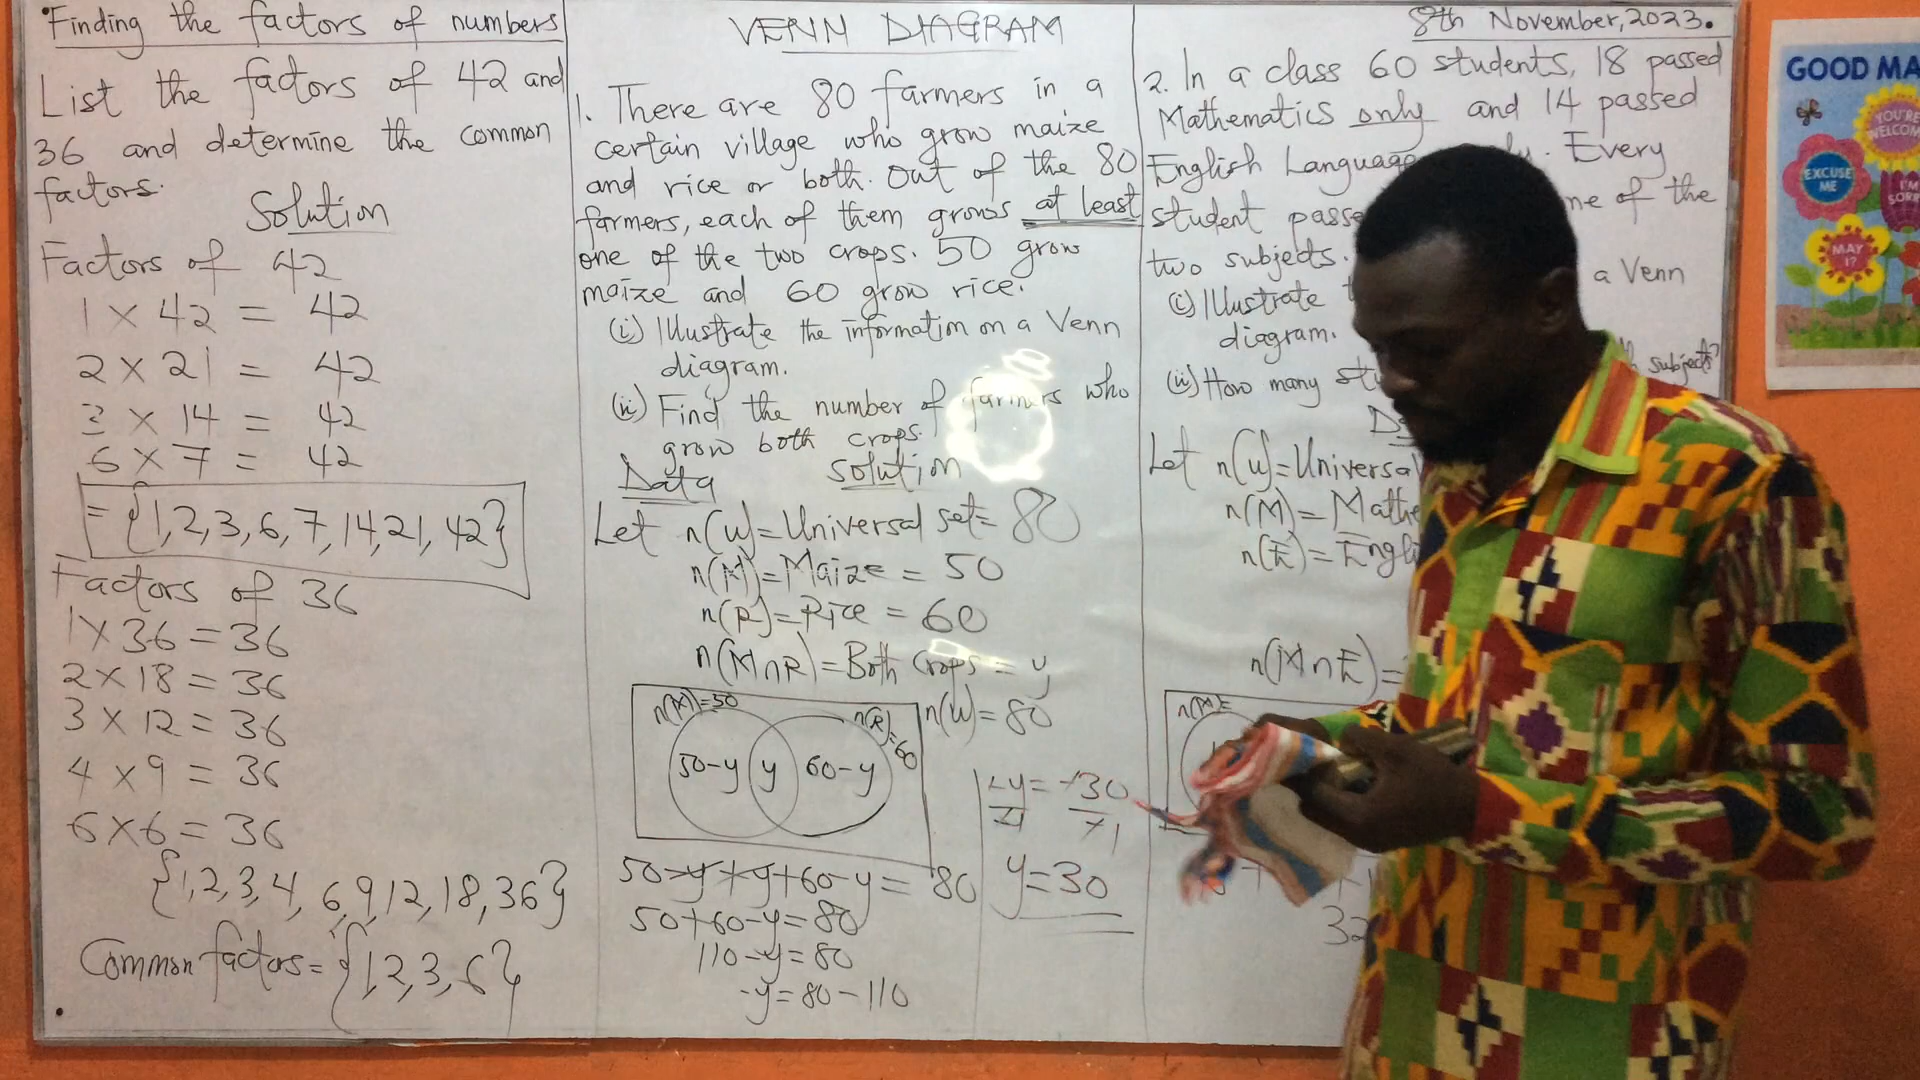 Finding the factors of numbers
List the factors of 42 and
36 and determine the common
factors.
Solution
Factors of 42
1 × 42 = 42
2 × 21 = 42
3 × 14 = 42
6 × 7 = 42
= {1,2,3,6,7,14,21,42}
Factors of 36
1 × 36 = 36
2 × 18 = 36
3 × 12 = 36
4 × 9 = 36
6 × 6 = 36
{1,2,3,4,6,9,12,18,36}
Common factors = {1,2,3,6}
VENN DIAGRAM
1. There are 80 farmers in a
certain village who grow maize
and rice or both. Out of the 80
farmers, each of them grows at least
one of the two crops. 50 grow
maize and 60 grow rice.
(i) Illustrate the information on a Venn
diagram.
(ii) Find the number of farmers who
grow both crops.
Data Solution
Let n(U)=Universal set=80
n(M)=Maize = 50
n(R)=Rice = 60
n(M∩R)=Both Crops = y
n(M)=50
n(R)=60
n(U)=80
50-y y 60-y
50-y+y+60-y=80
50+60-y=80
110-y=80
-y=80-110
-y = -30
-1 -1
y=30
8th November, 2023.
2. In a class 60 students, 18 passed
Mathematics only and 14 passed
English Language
Every
student
of the
two subjects.
a Venn
(i) Illustrate
diagram.
(ii) How many
subjects?
Let n(U)=Universal
n(M)=
n(E)=
n(M∩E)=
n(M)=
32
GOOD
YOU'RE
EXCUSE
ME
I'M
MAY
I?